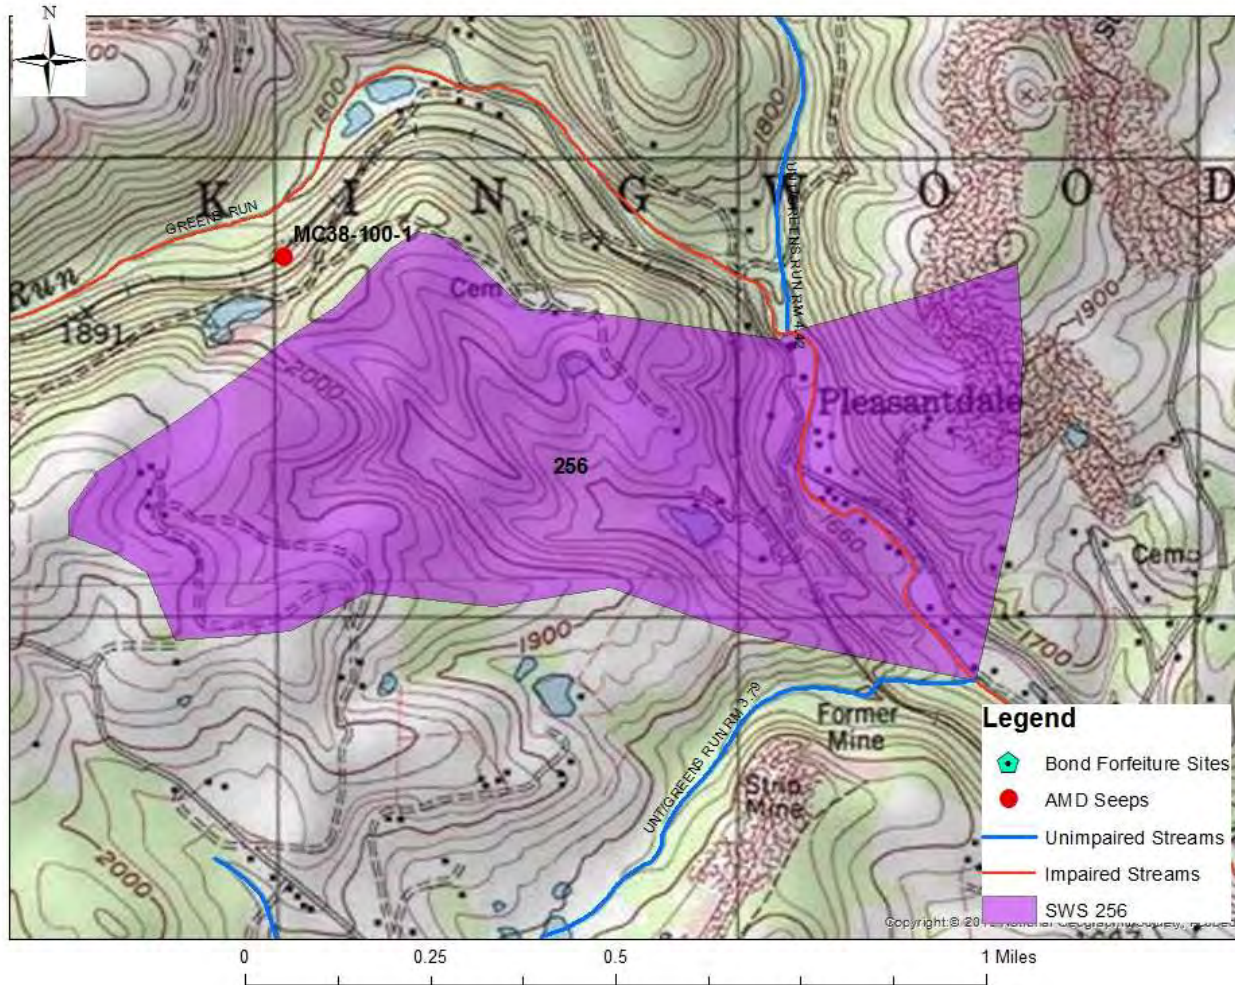 N
1800
1800
K I N G W O O D
GREENS RUN
MC38-100-1
UNT/GREENS RUN RM 4.42
Run
Cem
1891
1900
2000
Pleasantdale
256
1660
Cem
1900
1700
UNT/GREENS RUN RM 3.79
Former
Mine
Strip
Mine
2000
Legend
Bond Forfeiture Sites
AMD Seeps
Unimpaired Streams
Impaired Streams
SWS 256
0 0.25 0.5 1 Miles